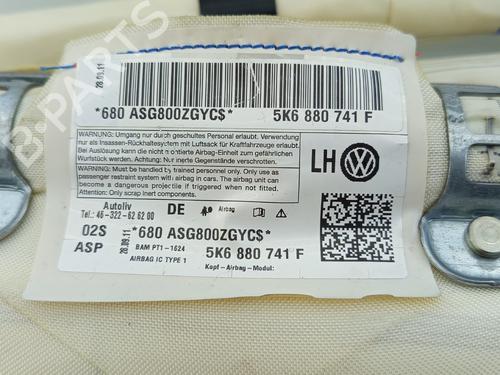 B-PARTS
28.09.11
*680 ASG800ZGYC$*
5K6 880 741 F
WARNUNG: Umgang nur durch geschultes Personal erlaubt. Verwendung
nur als Insassen-Rückhaltesystem mit Luftsack für Kraftfahrzeuge erlaubt.
Bei Auslösung kann die nicht montierte Airbag-Einheit zum gefährlichen
Wurfstück werden. Nur inerte Gegenstände verschrotten.
WARNING: Must be handled by trained personnel only. Only use as
passenger restraint system with airbag in cars. The airbag unit can
become a dangerous projectile if triggered when not fitted.
Attention: Only scrap inert components.
LH
Autoliv
Tel.: 46-322-62 62 00
DE
Airbag
02S
ASP
28.09.11
*680 ASG800ZGYC$*
BAM PT1-1624
AIRBAG IC TYPE 1
5K6 880 741 F
Kopf-Airbag-Modul: